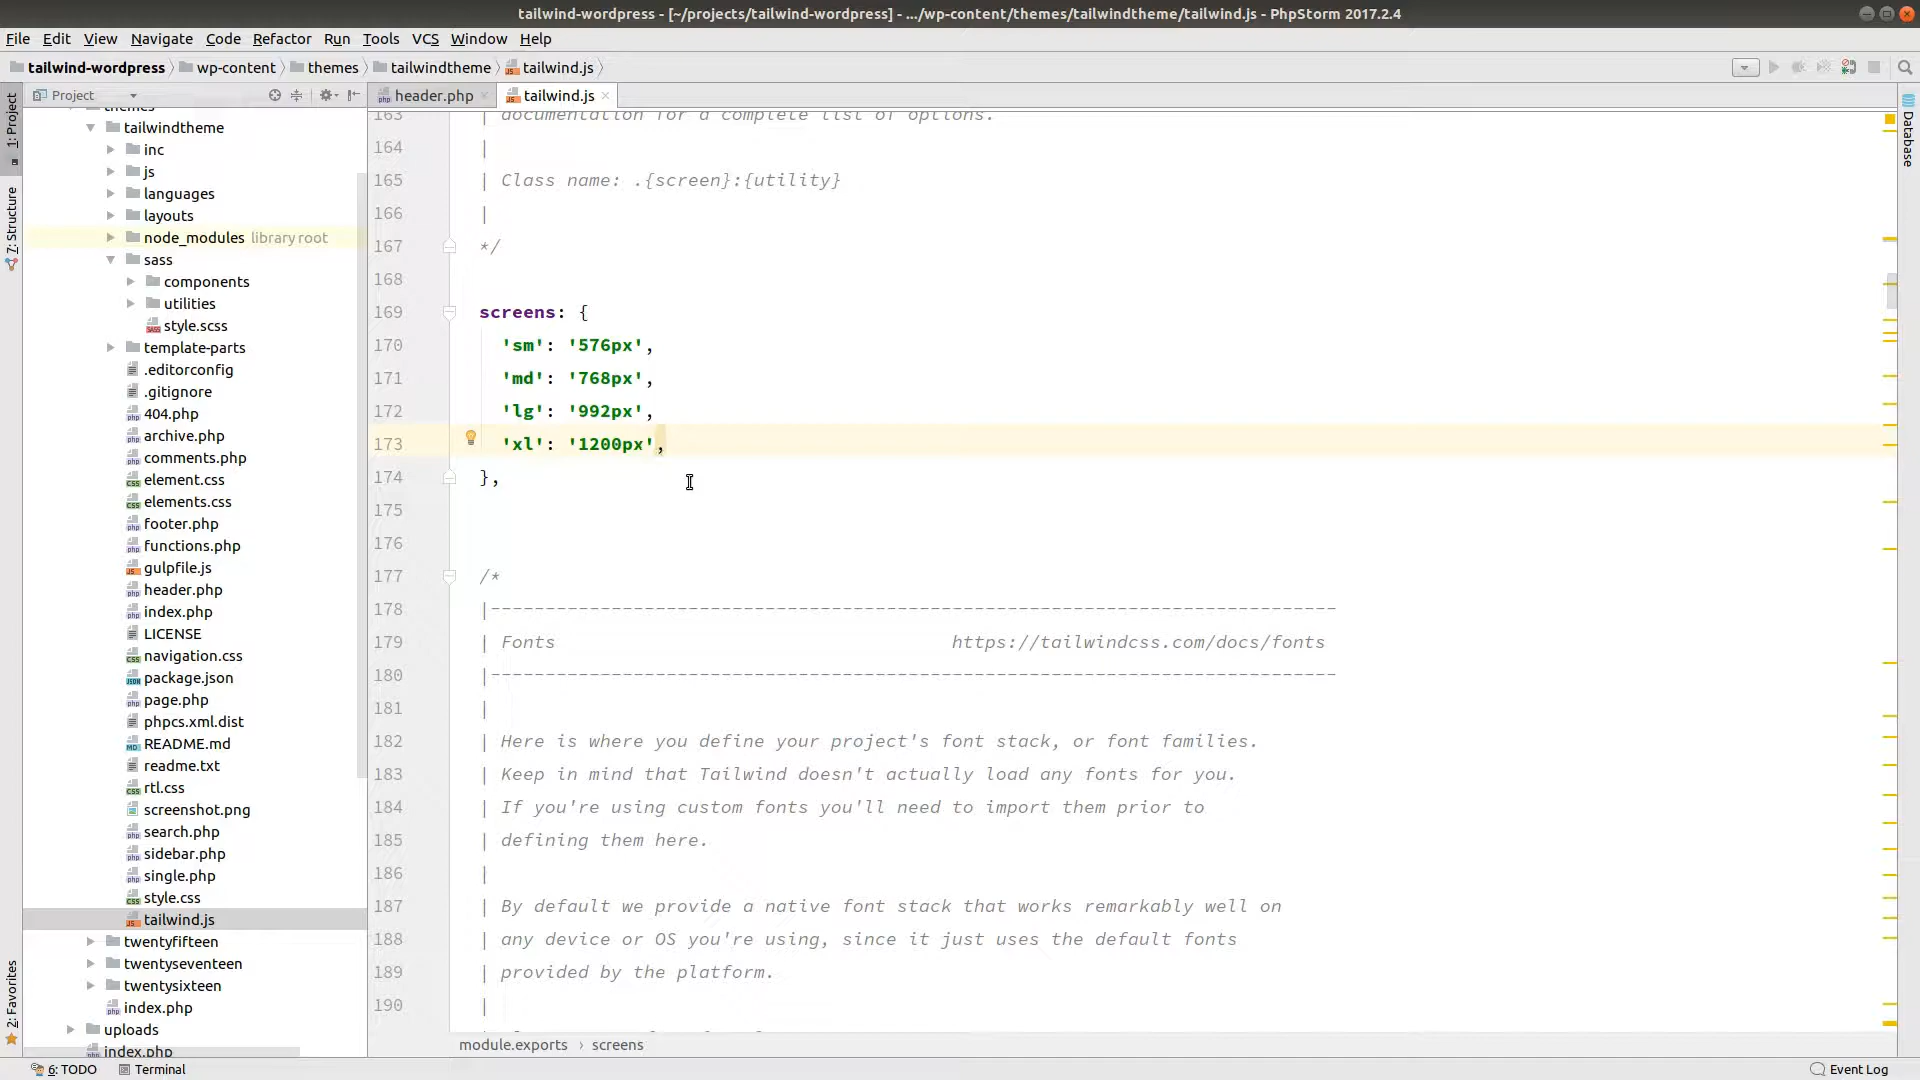 tailwind-wordpress - [~/projects/tailwind-wordpress] - .../wp-content/themes/tailwindtheme/tailwind.js - PhpStorm 2017.2.4
File Edit View Navigate Code Refactor Run Tools VCS Window Help
tailwind-wordpress wp-content themes tailwindtheme tailwind.js
Project
header.php
tailwind.js
1: Project
7: Structure
2: Favorites
themes
tailwindtheme
inc
js
languages
layouts
node_modules library root
sass
components
utilities
style.scss
template-parts
.editorconfig
.gitignore
404.php
archive.php
comments.php
element.css
elements.css
footer.php
functions.php
gulpfile.js
header.php
index.php
LICENSE
navigation.css
package.json
page.php
phpcs.xml.dist
README.md
readme.txt
rtl.css
screenshot.png
search.php
sidebar.php
single.php
style.css
tailwind.js
twentyfifteen
twentyseventeen
twentysixteen
index.php
uploads
index.php
163 | documentation for a complete list of options.
164 |
165 | Class name: .{screen}:{utility}
166 |
167 */
168
169 screens: {
170 'sm': '576px',
171 'md': '768px',
172 'lg': '992px',
173 'xl': '1200px',
174 },
175
176
177 /*
178 |-----------------------------------------------------------------------------
179 | Fonts https://tailwindcss.com/docs/fonts
180 |-----------------------------------------------------------------------------
181 |
182 | Here is where you define your project's font stack, or font families.
183 | Keep in mind that Tailwind doesn't actually load any fonts for you.
184 | If you're using custom fonts you'll need to import them prior to
185 | defining them here.
186 |
187 | By default we provide a native font stack that works remarkably well on
188 | any device or OS you're using, since it just uses the default fonts
189 | provided by the platform.
190 |
module.exports › screens
Database
6: TODO Terminal
Event Log